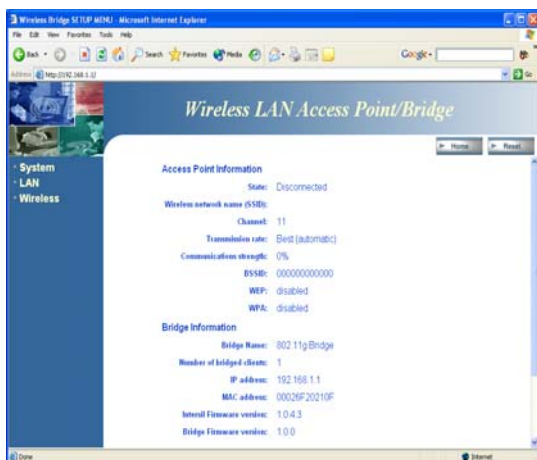 Wireless Bridge SETUP MENU - Microsoft Internet Explorer
File Edit View Favorites Tools Help
Back Search Favorites Media Google
Address http://192.168.1.1/ Go
Wireless LAN Access Point/Bridge
Home Reset
System
LAN
Wireless
Access Point Information
State: Disconnected
Wireless network name (SSID):
Channel: 11
Transmission rate: Best (automatic)
Communications strength: 0%
BSSID: 000000000000
WEP: disabled
WPA: disabled
Bridge Information
Bridge Name: 802.11g Bridge
Number of bridged clients: 1
IP address: 192.168.1.1
MAC address: 00026F20210F
Intersil Firmware version: 1.0.4.3
Bridge Firmware version: 1.0.0
Done Internet